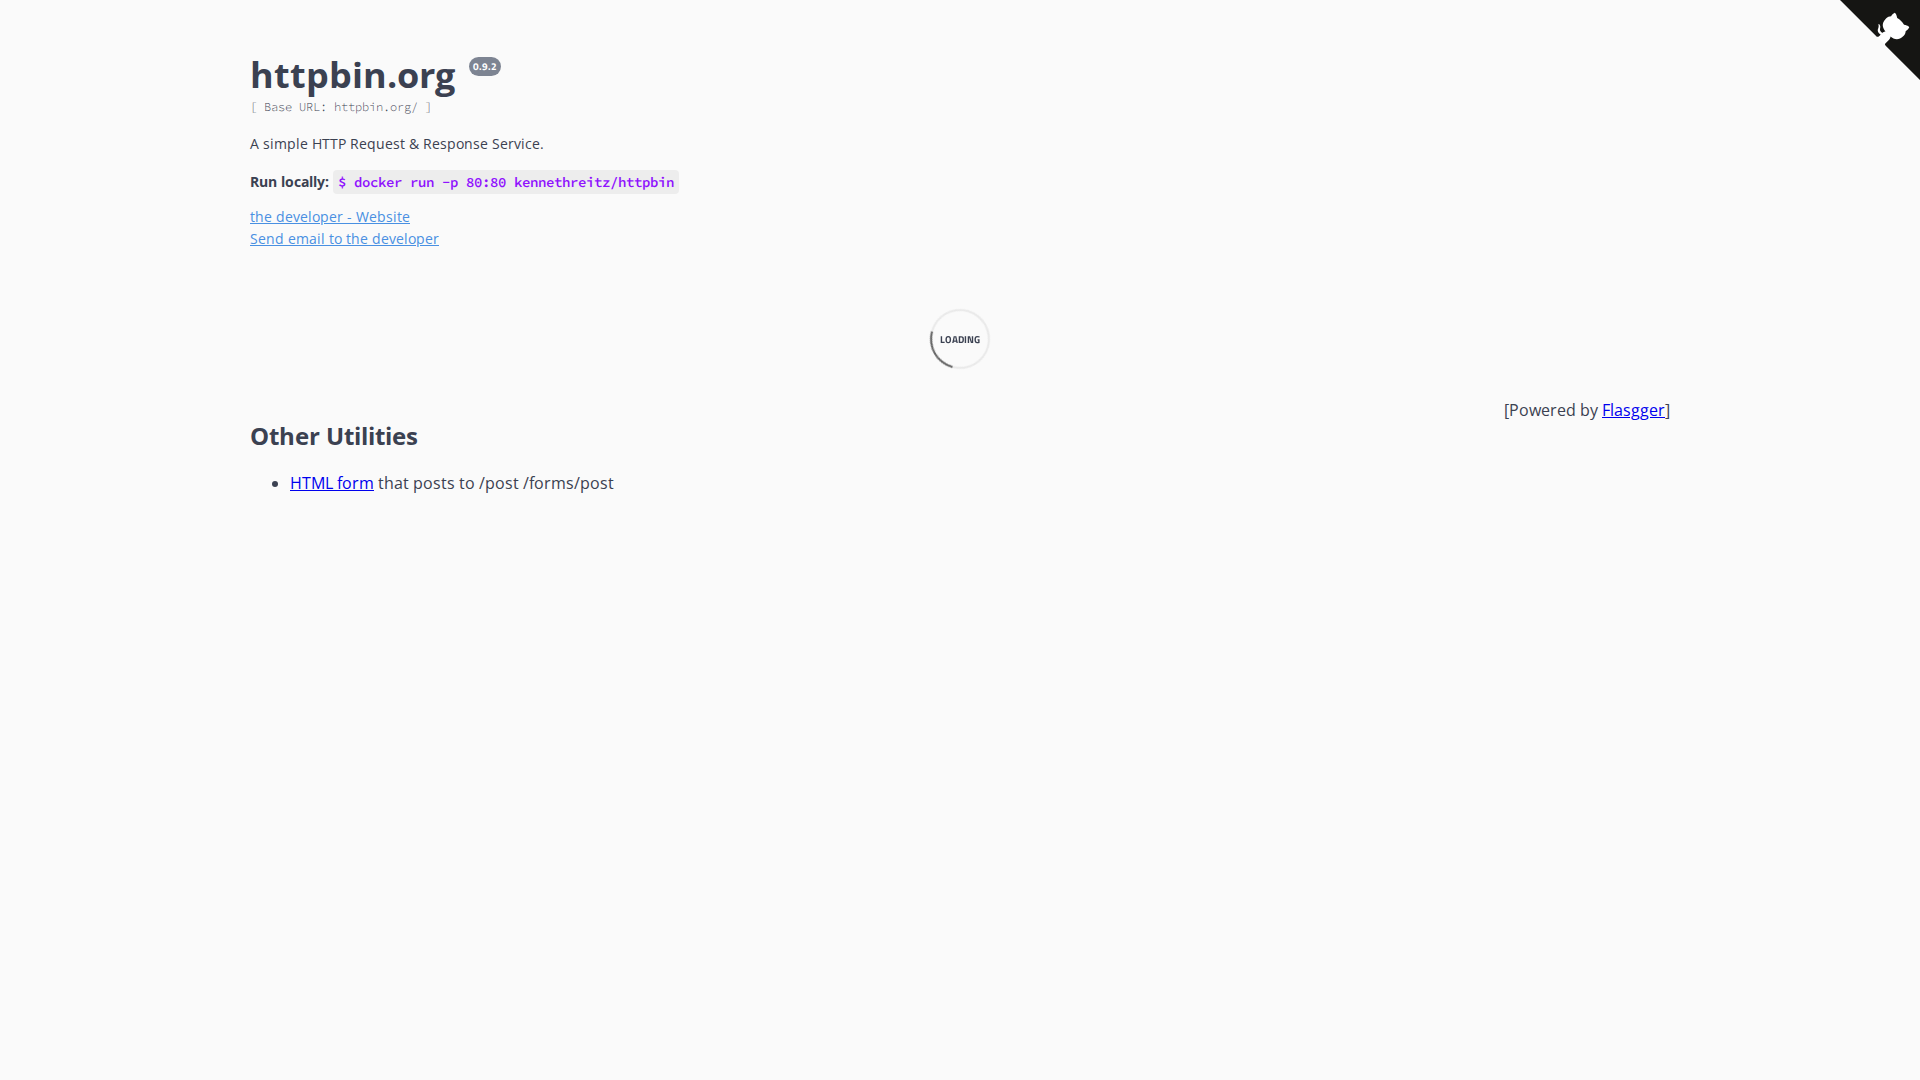 httpbin.org 0.9.2
[ Base URL: httpbin.org/ ]
A simple HTTP Request & Response Service.
Run locally: $ docker run -p 80:80 kennethreitz/httpbin
the developer - Website
Send email to the developer
LOADING
[Powered by Flasgger]
Other Utilities
• HTML form that posts to /post /forms/post